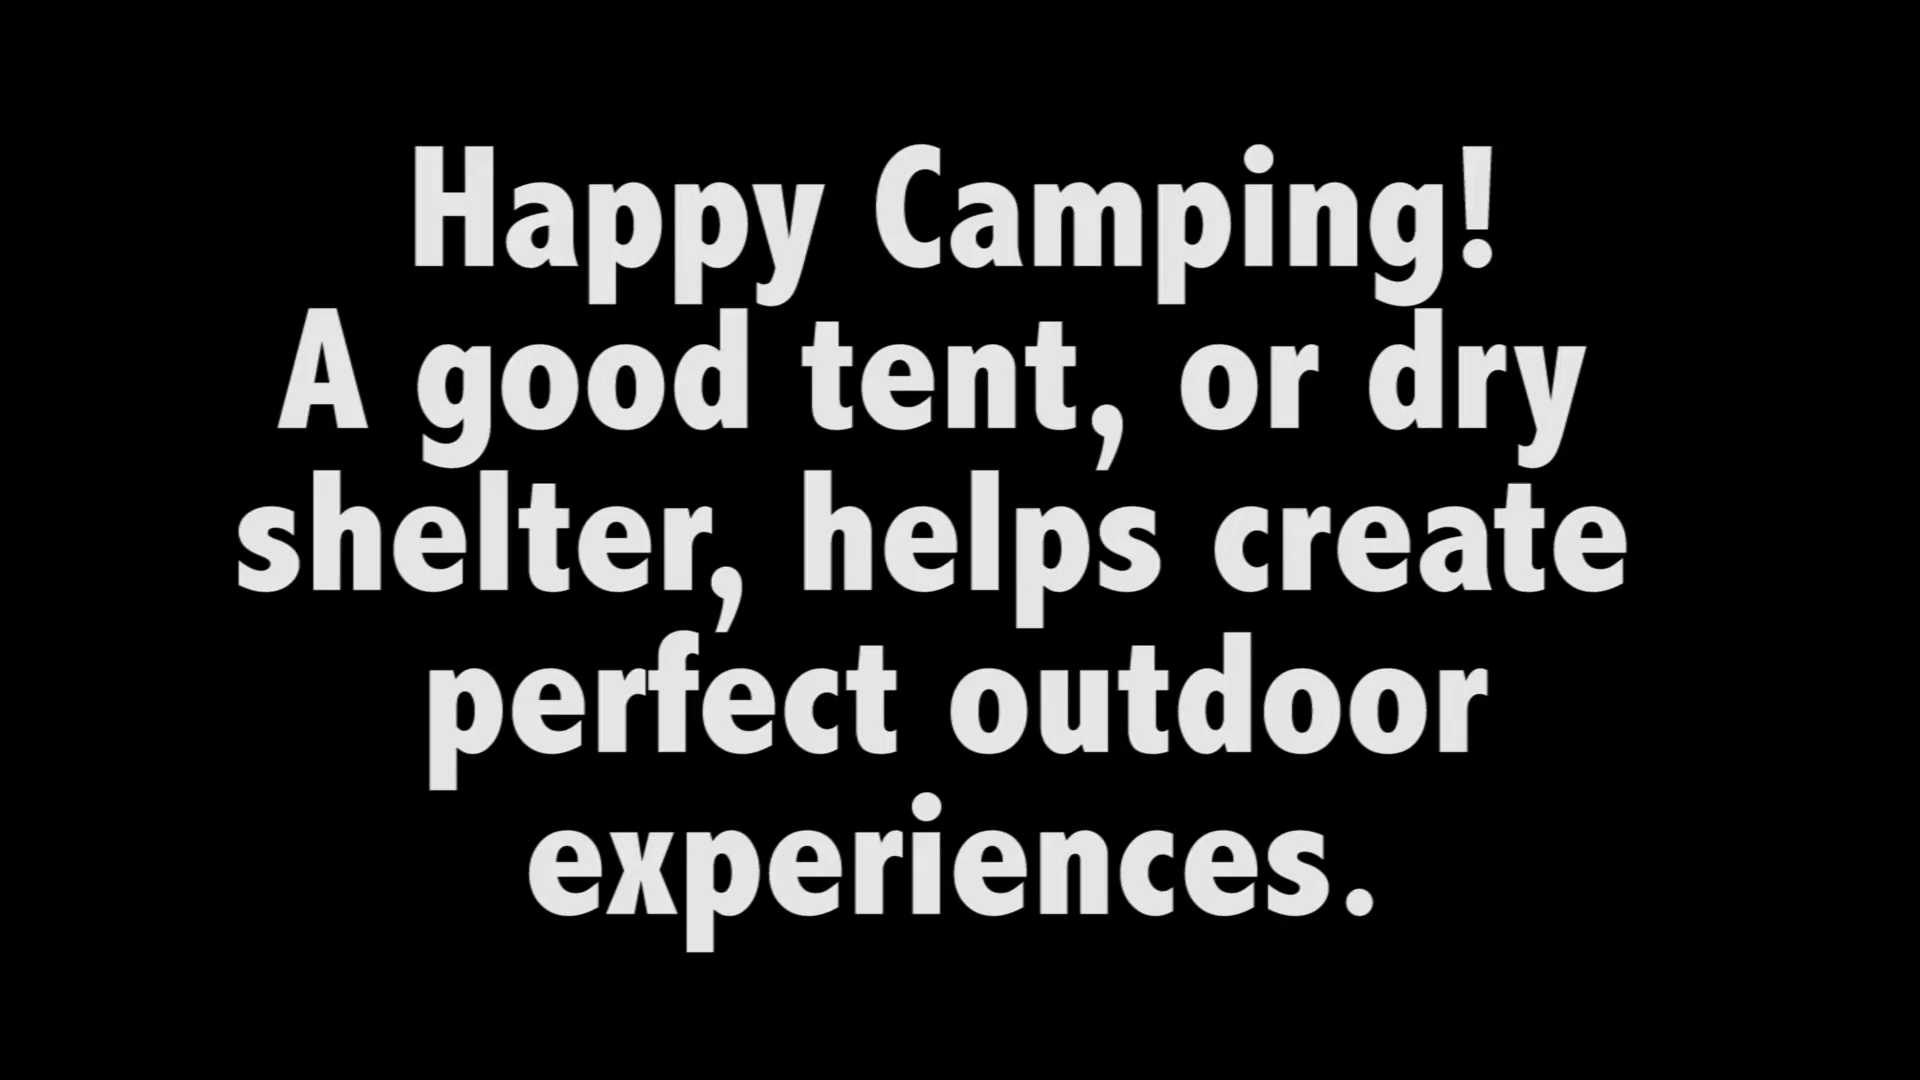 Happy Camping!
A good tent, or dry
shelter, helps create
perfect outdoor
experiences.